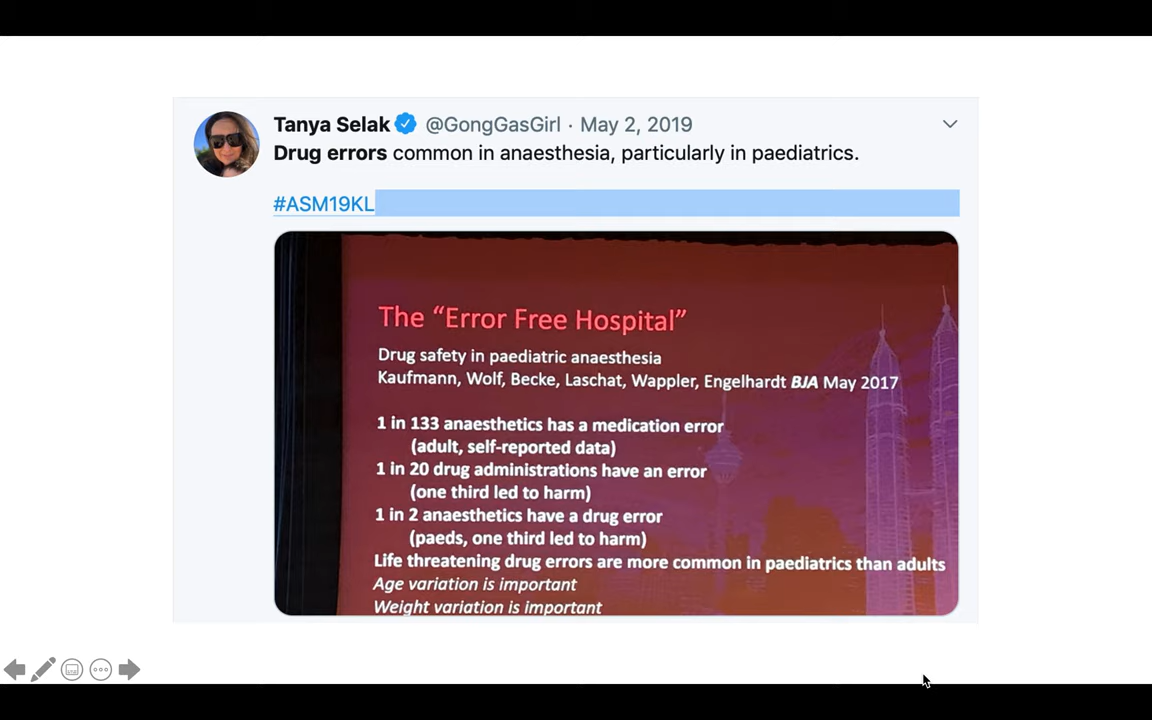 Tanya Selak @GongGasGirl · May 2, 2019
Drug errors common in anaesthesia, particularly in paediatrics.
#ASM19KL
The “Error Free Hospital”
Drug safety in paediatric anaesthesia
Kaufmann, Wolf, Becke, Laschat, Wappler, Engelhardt BJA May 2017
1 in 133 anaesthetics has a medication error
(adult, self-reported data)
1 in 20 drug administrations have an error
(one third led to harm)
1 in 2 anaesthetics have a drug error
(paeds, one third led to harm)
Life threatening drug errors are more common in paediatrics than adults
Age variation is important
Weight variation is important